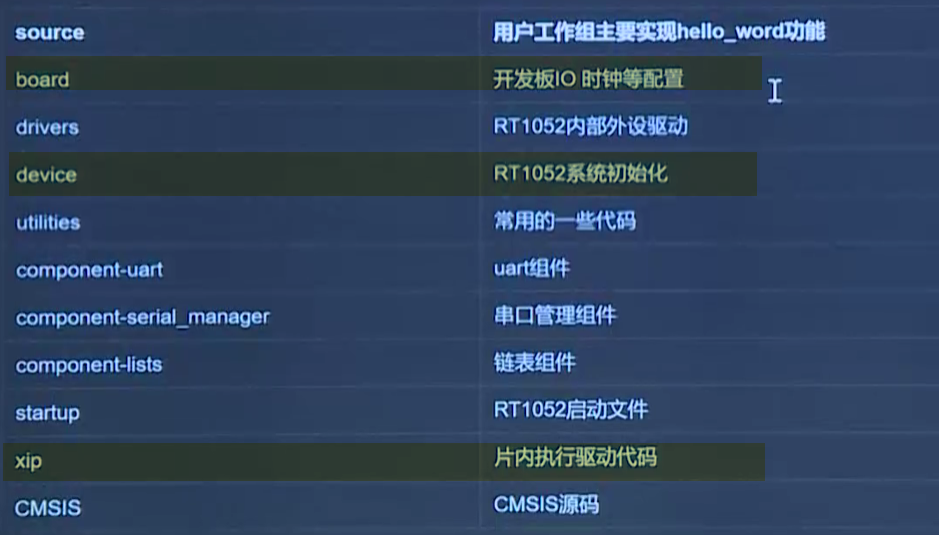 source 用户工作组主要实现hello_word功能
board 开发板IO 时钟等配置
drivers RT1052内部外设驱动
device RT1052系统初始化
utilities 常用的一些代码
component-uart uart组件
component-serial_manager 串口管理组件
component-lists 链表组件
startup RT1052启动文件
xip 片内执行驱动代码
CMSIS CMSIS源码